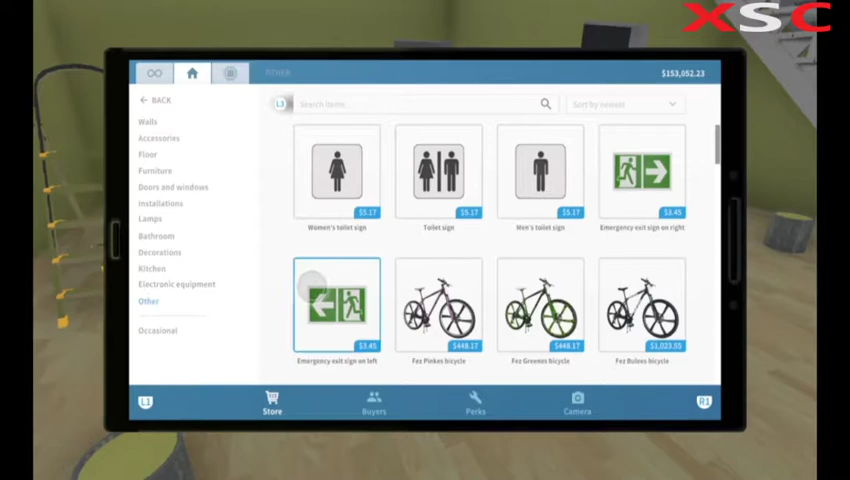 XSC
OTHER
$153,052.23
BACK
L3
Search items...
Sort by newest
Walls
Accessories
Floor
Furniture
Doors and windows
Installations
Lamps
Bathroom
Decorations
Kitchen
Electronic equipment
Other
Occasional
$5.17
$5.17
$5.17
$3.45
Women's toilet sign
Toilet sign
Men's toilet sign
Emergency exit sign on right
$3.45
$448.17
$448.17
$1,023.55
Emergency exit sign on left
Fez Pinkes bicycle
Fez Greenes bicycle
Fez Bulees bicycle
L1
Store
Buyers
Perks
Camera
R1